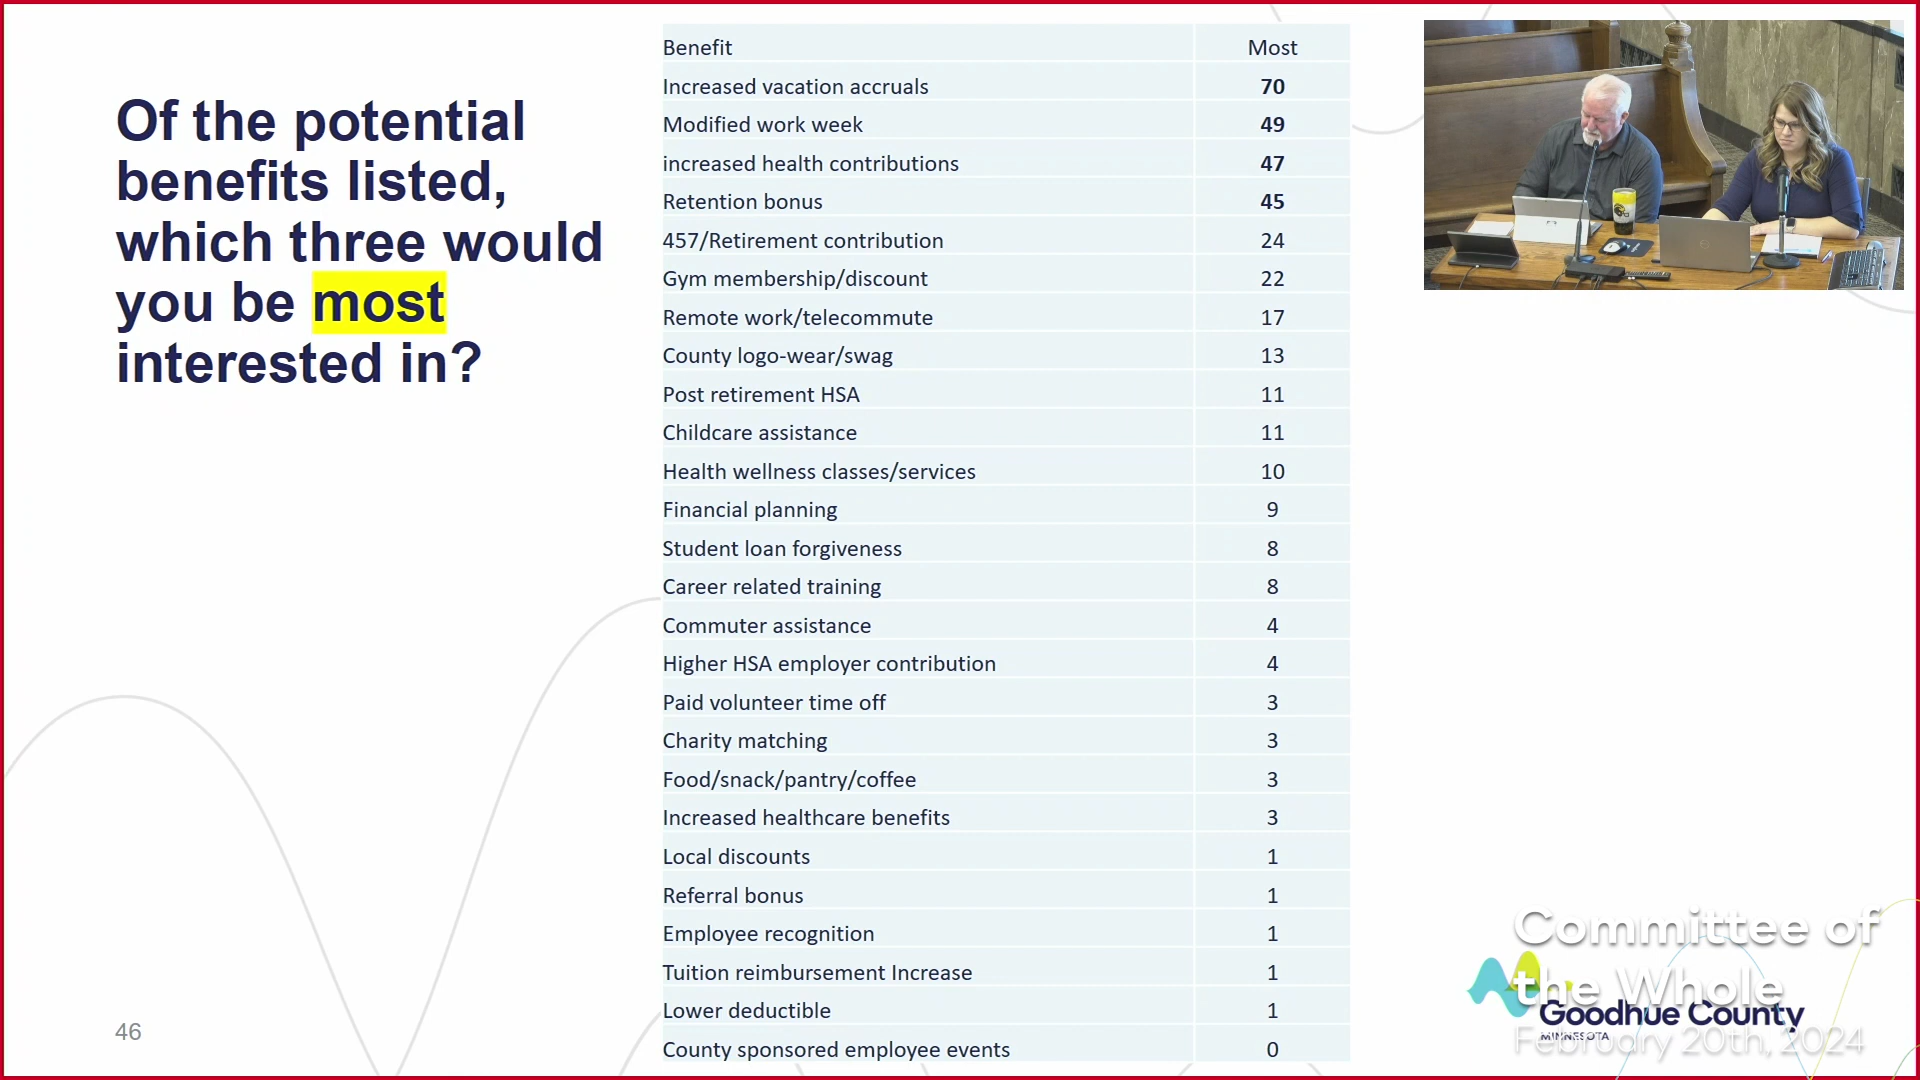 Of the potential
benefits listed,
which three would
you be most
interested in?
Benefit Most
Increased vacation accruals 70
Modified work week 49
increased health contributions 47
Retention bonus 45
457/Retirement contribution 24
Gym membership/discount 22
Remote work/telecommute 17
County logo-wear/swag 13
Post retirement HSA 11
Childcare assistance 11
Health wellness classes/services 10
Financial planning 9
Student loan forgiveness 8
Career related training 8
Commuter assistance 4
Higher HSA employer contribution 4
Paid volunteer time off 3
Charity matching 3
Food/snack/pantry/coffee 3
Increased healthcare benefits 3
Local discounts 1
Referral bonus 1
Employee recognition 1
Tuition reimbursement Increase 1
Lower deductible 1
County sponsored employee events 0
46
Committee of
the Whole
Goodhue County
MINNESOTA
February 20th, 2024